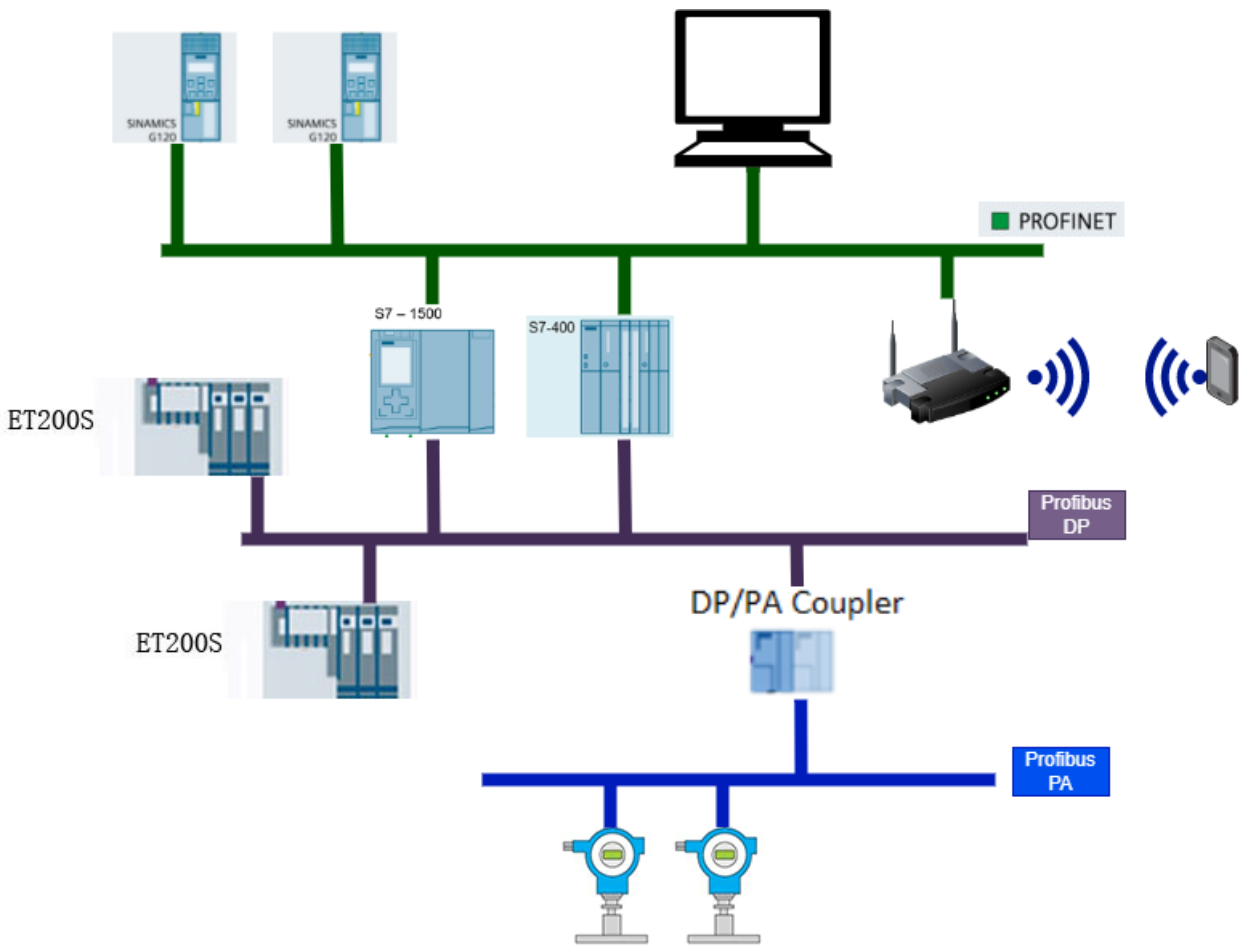 SINAMICS
G120
SINAMICS
G120
PROFINET
S7 – 1500
S7-400
ET200S
Profibus
DP
DP/PA Coupler
ET200S
Profibus
PA